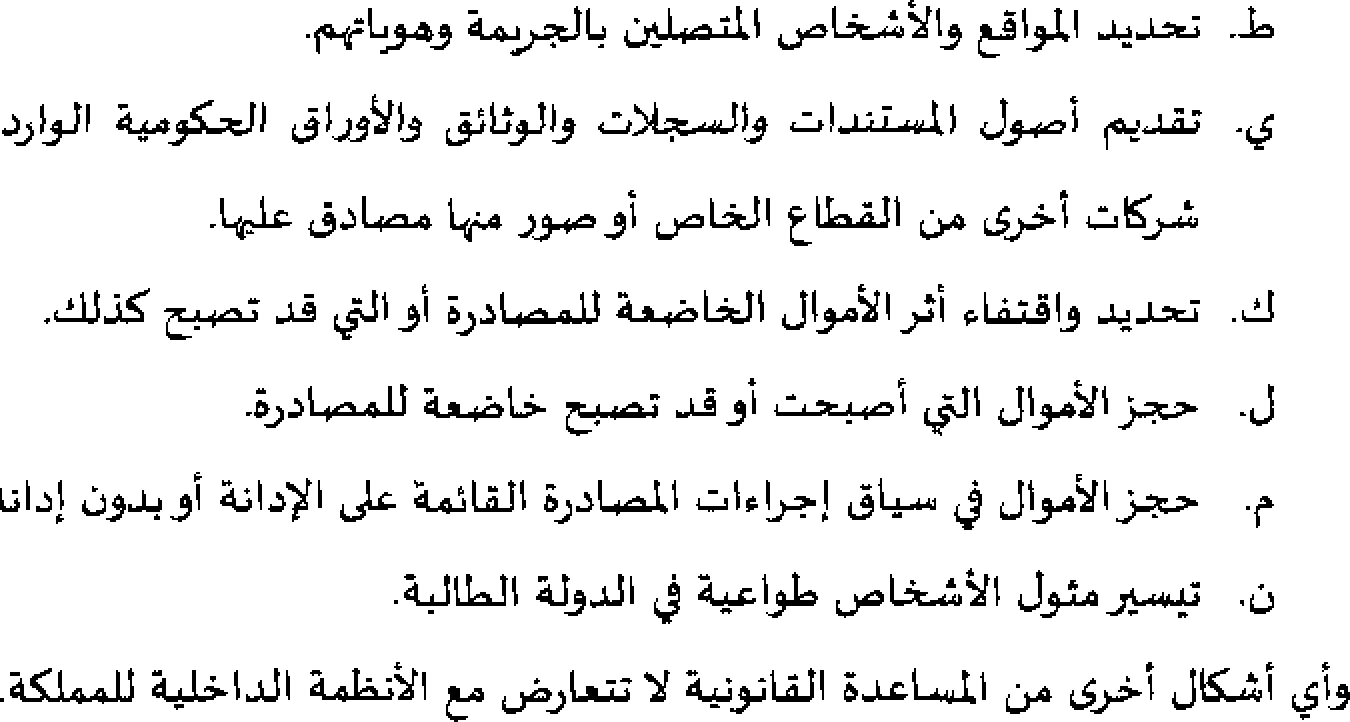 ط. تحديد المواقع والأشخاص المتصلين بالجريمة وهوياتهم.
ي. تقديم أصول المستندات والسجلات والوثائق والأوراق الحكومية الوارد
شركات أخرى من القطاع الخاص أو صور منها مصادق عليها.
ك. تحديد واقتفاء أثر الأموال الخاضعة للمصادرة أو التي قد تصبح كذلك.
ل. حجز الأموال التي أصبحت أو قد تصبح خاضعة للمصادرة.
م. حجز الأموال في سياق إجراءات المصادرة القائمة على الإدانة أو بدون إدانة
ن. تيسير مثول الأشخاص طواعية في الدولة الطالبة.
وأي أشكال أخرى من المساعدة القانونية لا تتعارض مع الأنظمة الداخلية للمملكة.